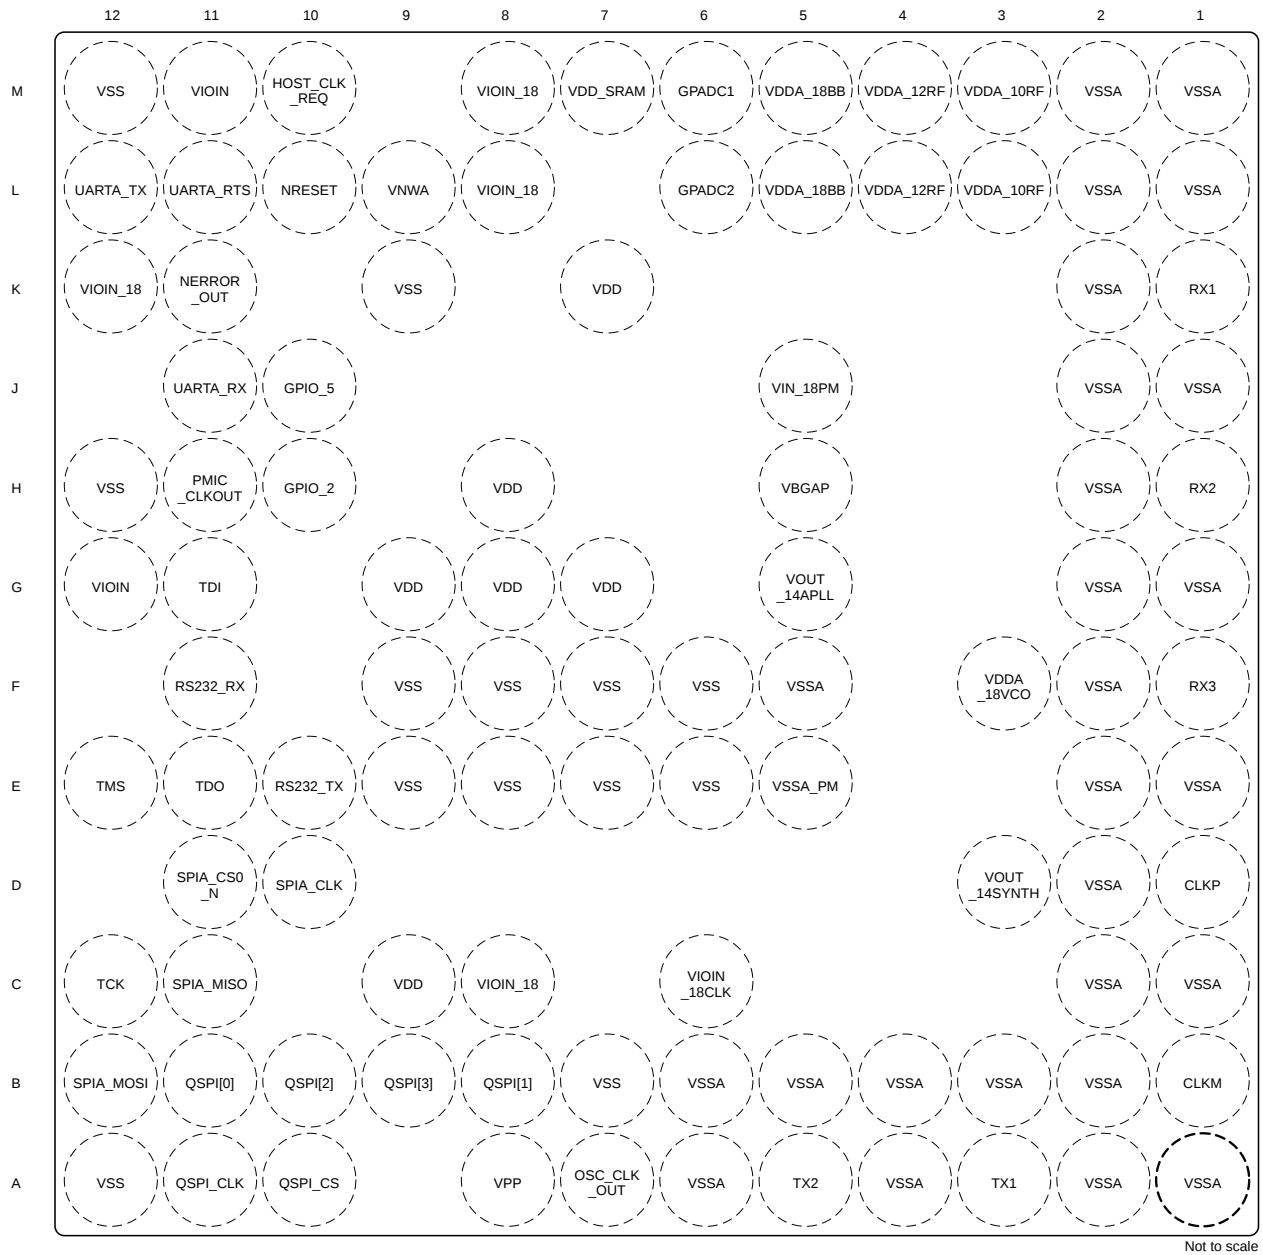 12 11 10 9 8 7 6 5 4 3 2 1
M VSS VIOIN HOST_CLK VIOIN_18 VDD_SRAM GPADC1 VDDA_18BB VDDA_12RF VDDA_10RF VSSA VSSA
_REQ
L UARTA_TX UARTA_RTS NRESET VNWA VIOIN_18 GPADC2 VDDA_18BB VDDA_12RF VDDA_10RF VSSA VSSA
K VIOIN_18 NERROR VSS VDD VSSA RX1
_OUT
J UARTA_RX GPIO_5 VIN_18PM VSSA VSSA
H VSS PMIC GPIO_2 VDD VBGAP VSSA RX2
_CLKOUT
G VIOIN TDI VDD VDD VDD VOUT VSSA VSSA
_14APLL
F RS232_RX VSS VSS VSS VSS VSSA VDDA VSSA RX3
_18VCO
E TMS TDO RS232_TX VSS VSS VSS VSS VSSA_PM VSSA VSSA
D SPIA_CS0 SPIA_CLK VOUT VSSA CLKP
_N _14SYNTH
C TCK SPIA_MISO VDD VIOIN_18 VIOIN VSSA VSSA
_18CLK
B SPIA_MOSI QSPI[0] QSPI[2] QSPI[3] QSPI[1] VSS VSSA VSSA VSSA VSSA VSSA CLKM
A VSS QSPI_CLK QSPI_CS VPP OSC_CLK VSSA TX2 VSSA TX1 VSSA VSSA
_OUT
Not to scale